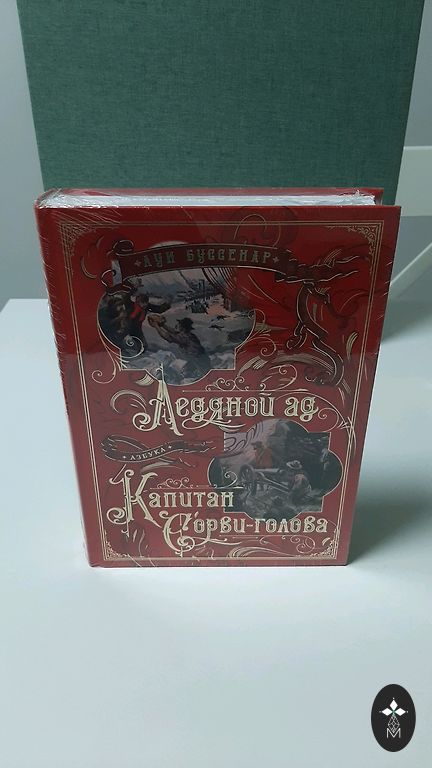 ЛУИ БУССЕНАР
Ледяной ад
АЗБУКА
Капитан
Сорви-голова
M